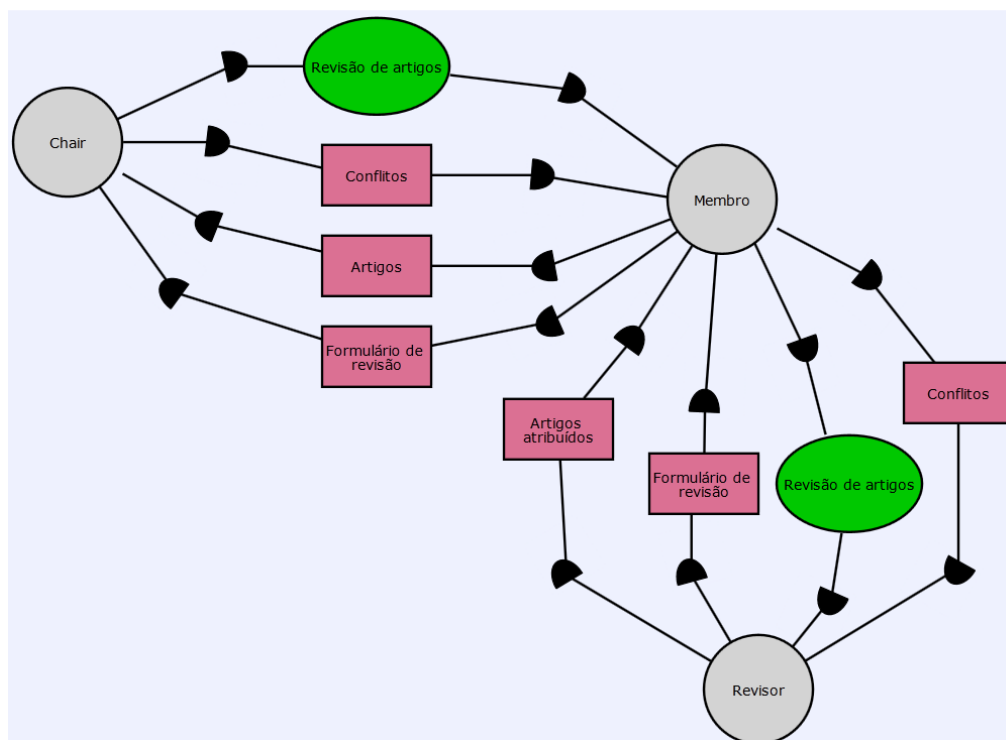 Revisão de artigos
Chair
Conflitos
Membro
Artigos
Formulário de
revisão
Conflitos
Artigos
atribuídos
Formulário de
revisão
Revisão de artigos
Revisor